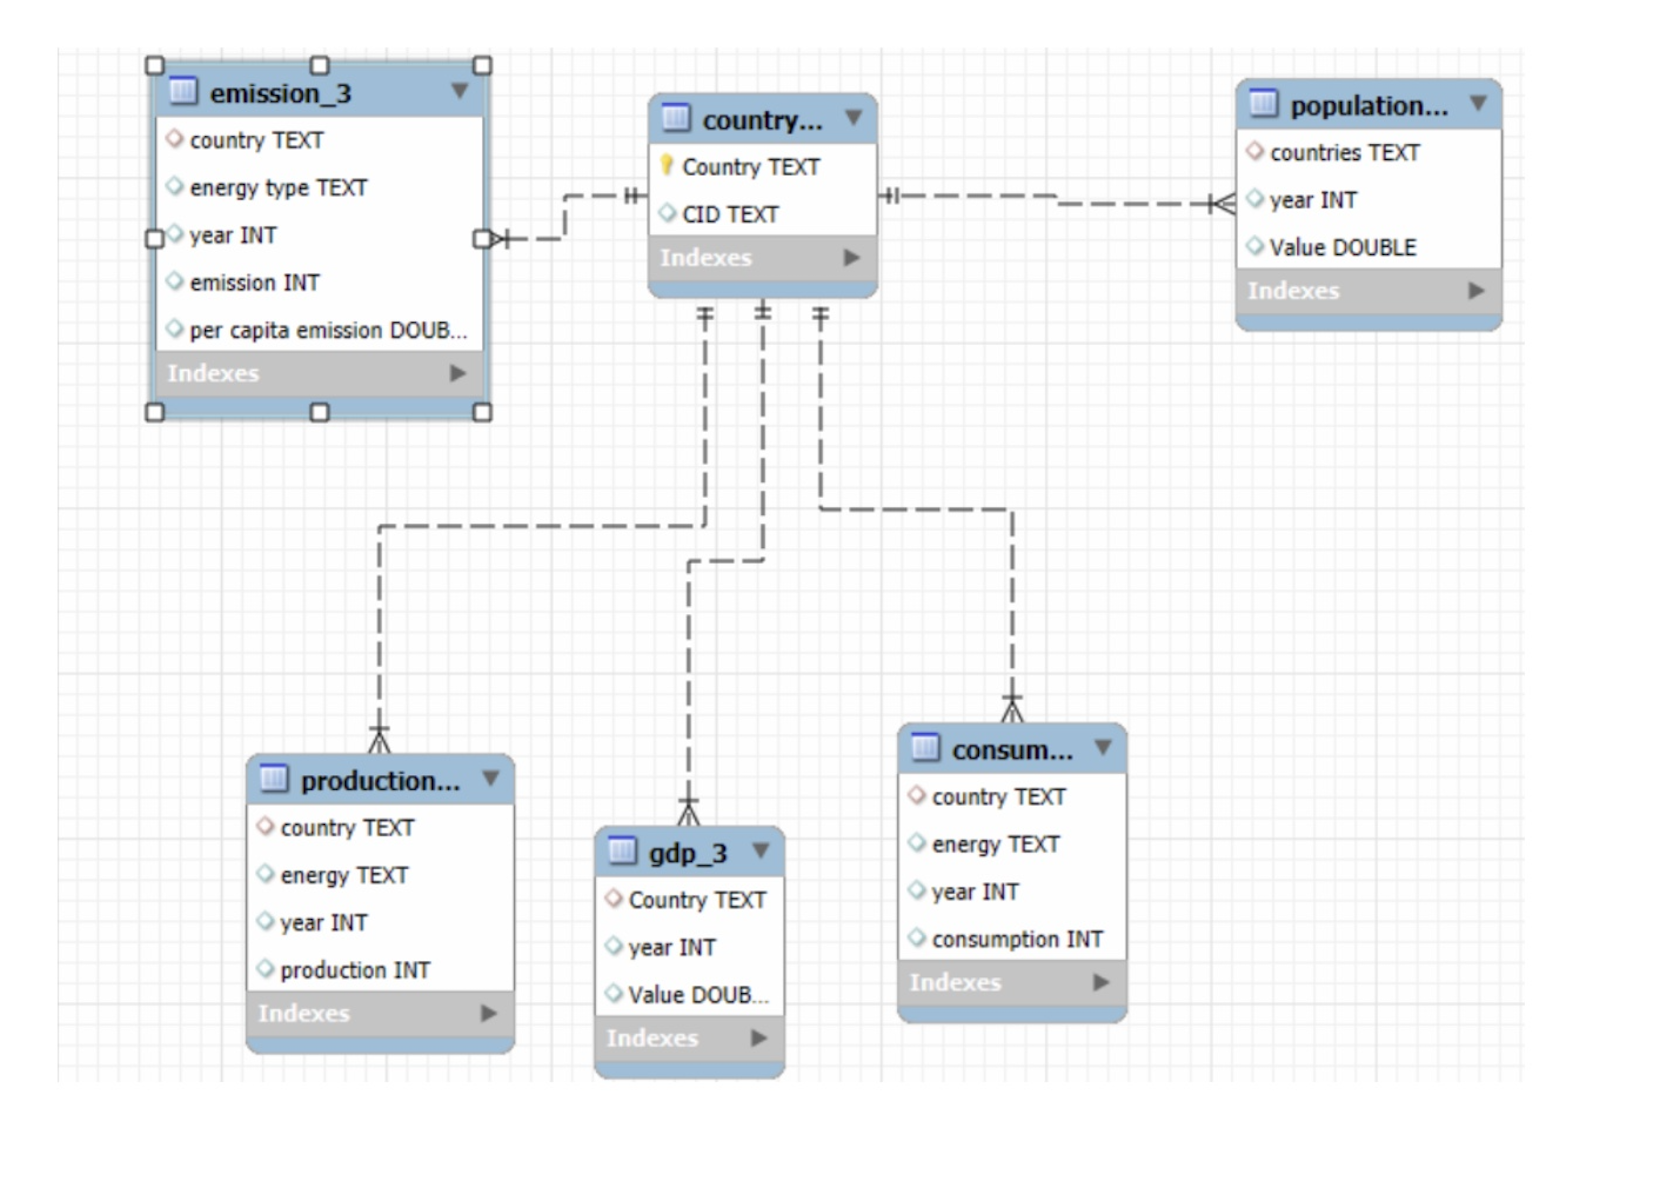 emission_3
country TEXT
energy type TEXT
year INT
emission INT
per capita emission DOUB...
Indexes
country...
Country TEXT
CID TEXT
Indexes
population...
countries TEXT
year INT
Value DOUBLE
Indexes
production...
country TEXT
energy TEXT
year INT
production INT
Indexes
gdp_3
Country TEXT
year INT
Value DOUB...
Indexes
consum...
country TEXT
energy TEXT
year INT
consumption INT
Indexes